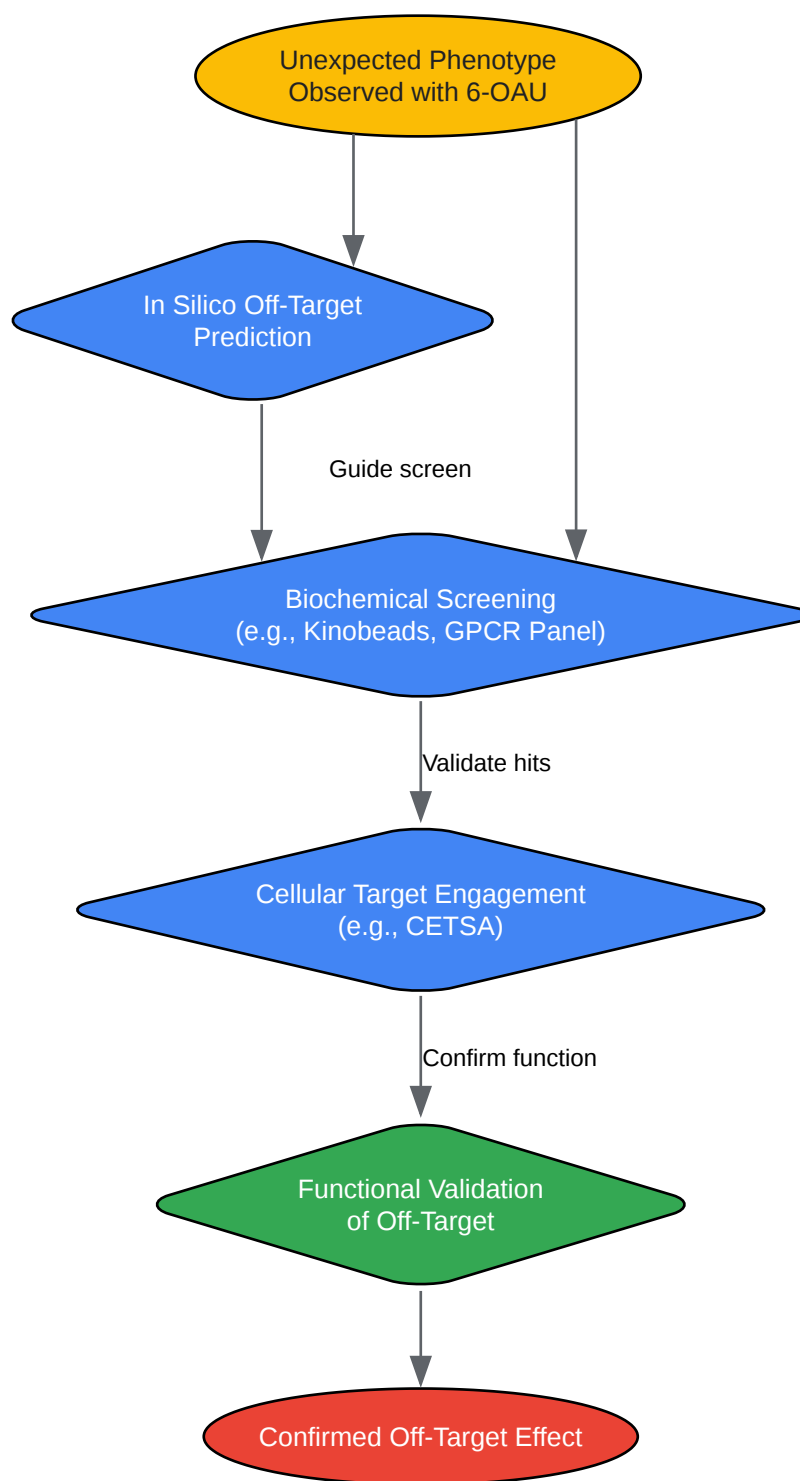 Unexpected Phenotype
Observed with 6-OAU
In Silico Off-Target
Prediction
Guide screen
Biochemical Screening
(e.g., Kinobeads, GPCR Panel)
Validate hits
Cellular Target Engagement
(e.g., CETSA)
Confirm function
Functional Validation
of Off-Target
Confirmed Off-Target Effect